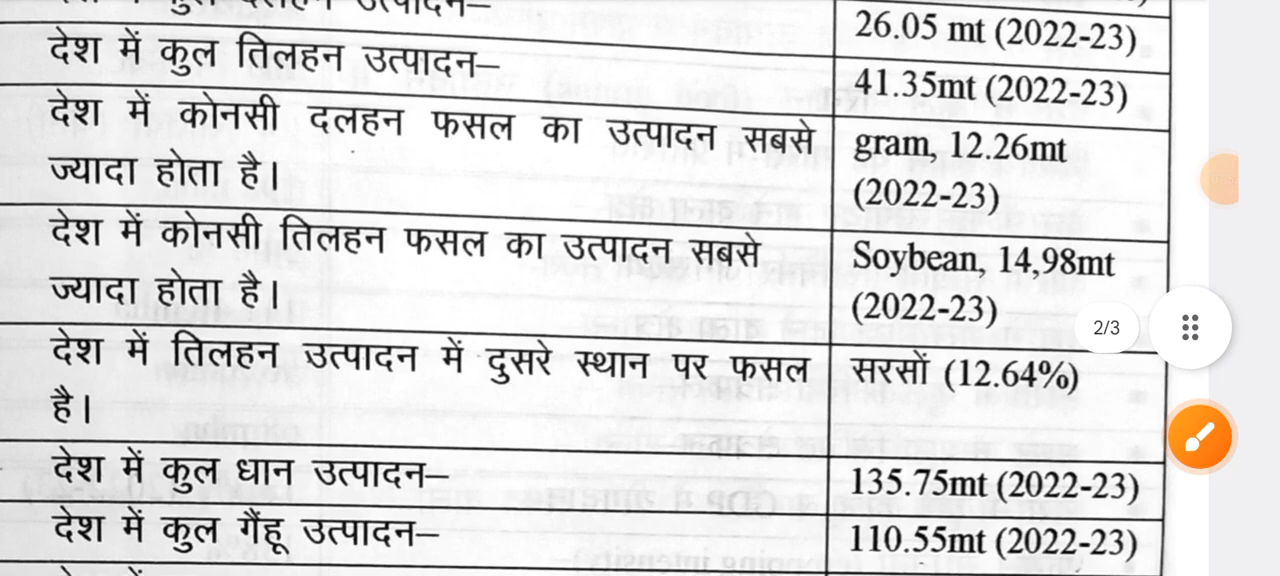 उत्पादन–
26.05 mt (2022-23)
देश में कुल तिलहन उत्पादन–
41.35mt (2022-23)
देश में कोनसी दलहन फसल का उत्पादन सबसे
ज्यादा होता है।
gram, 12.26mt
(2022-23)
देश में कोनसी तिलहन फसल का उत्पादन सबसे
ज्यादा होता है।
Soybean, 14,98mt
(2022-23)
2/3
देश में तिलहन उत्पादन में दुसरे स्थान पर फसल
है।
सरसों (12.64%)
देश में कुल धान उत्पादन–
135.75mt (2022-23)
देश में कुल गैंहू उत्पादन–
110.55mt (2022-23)